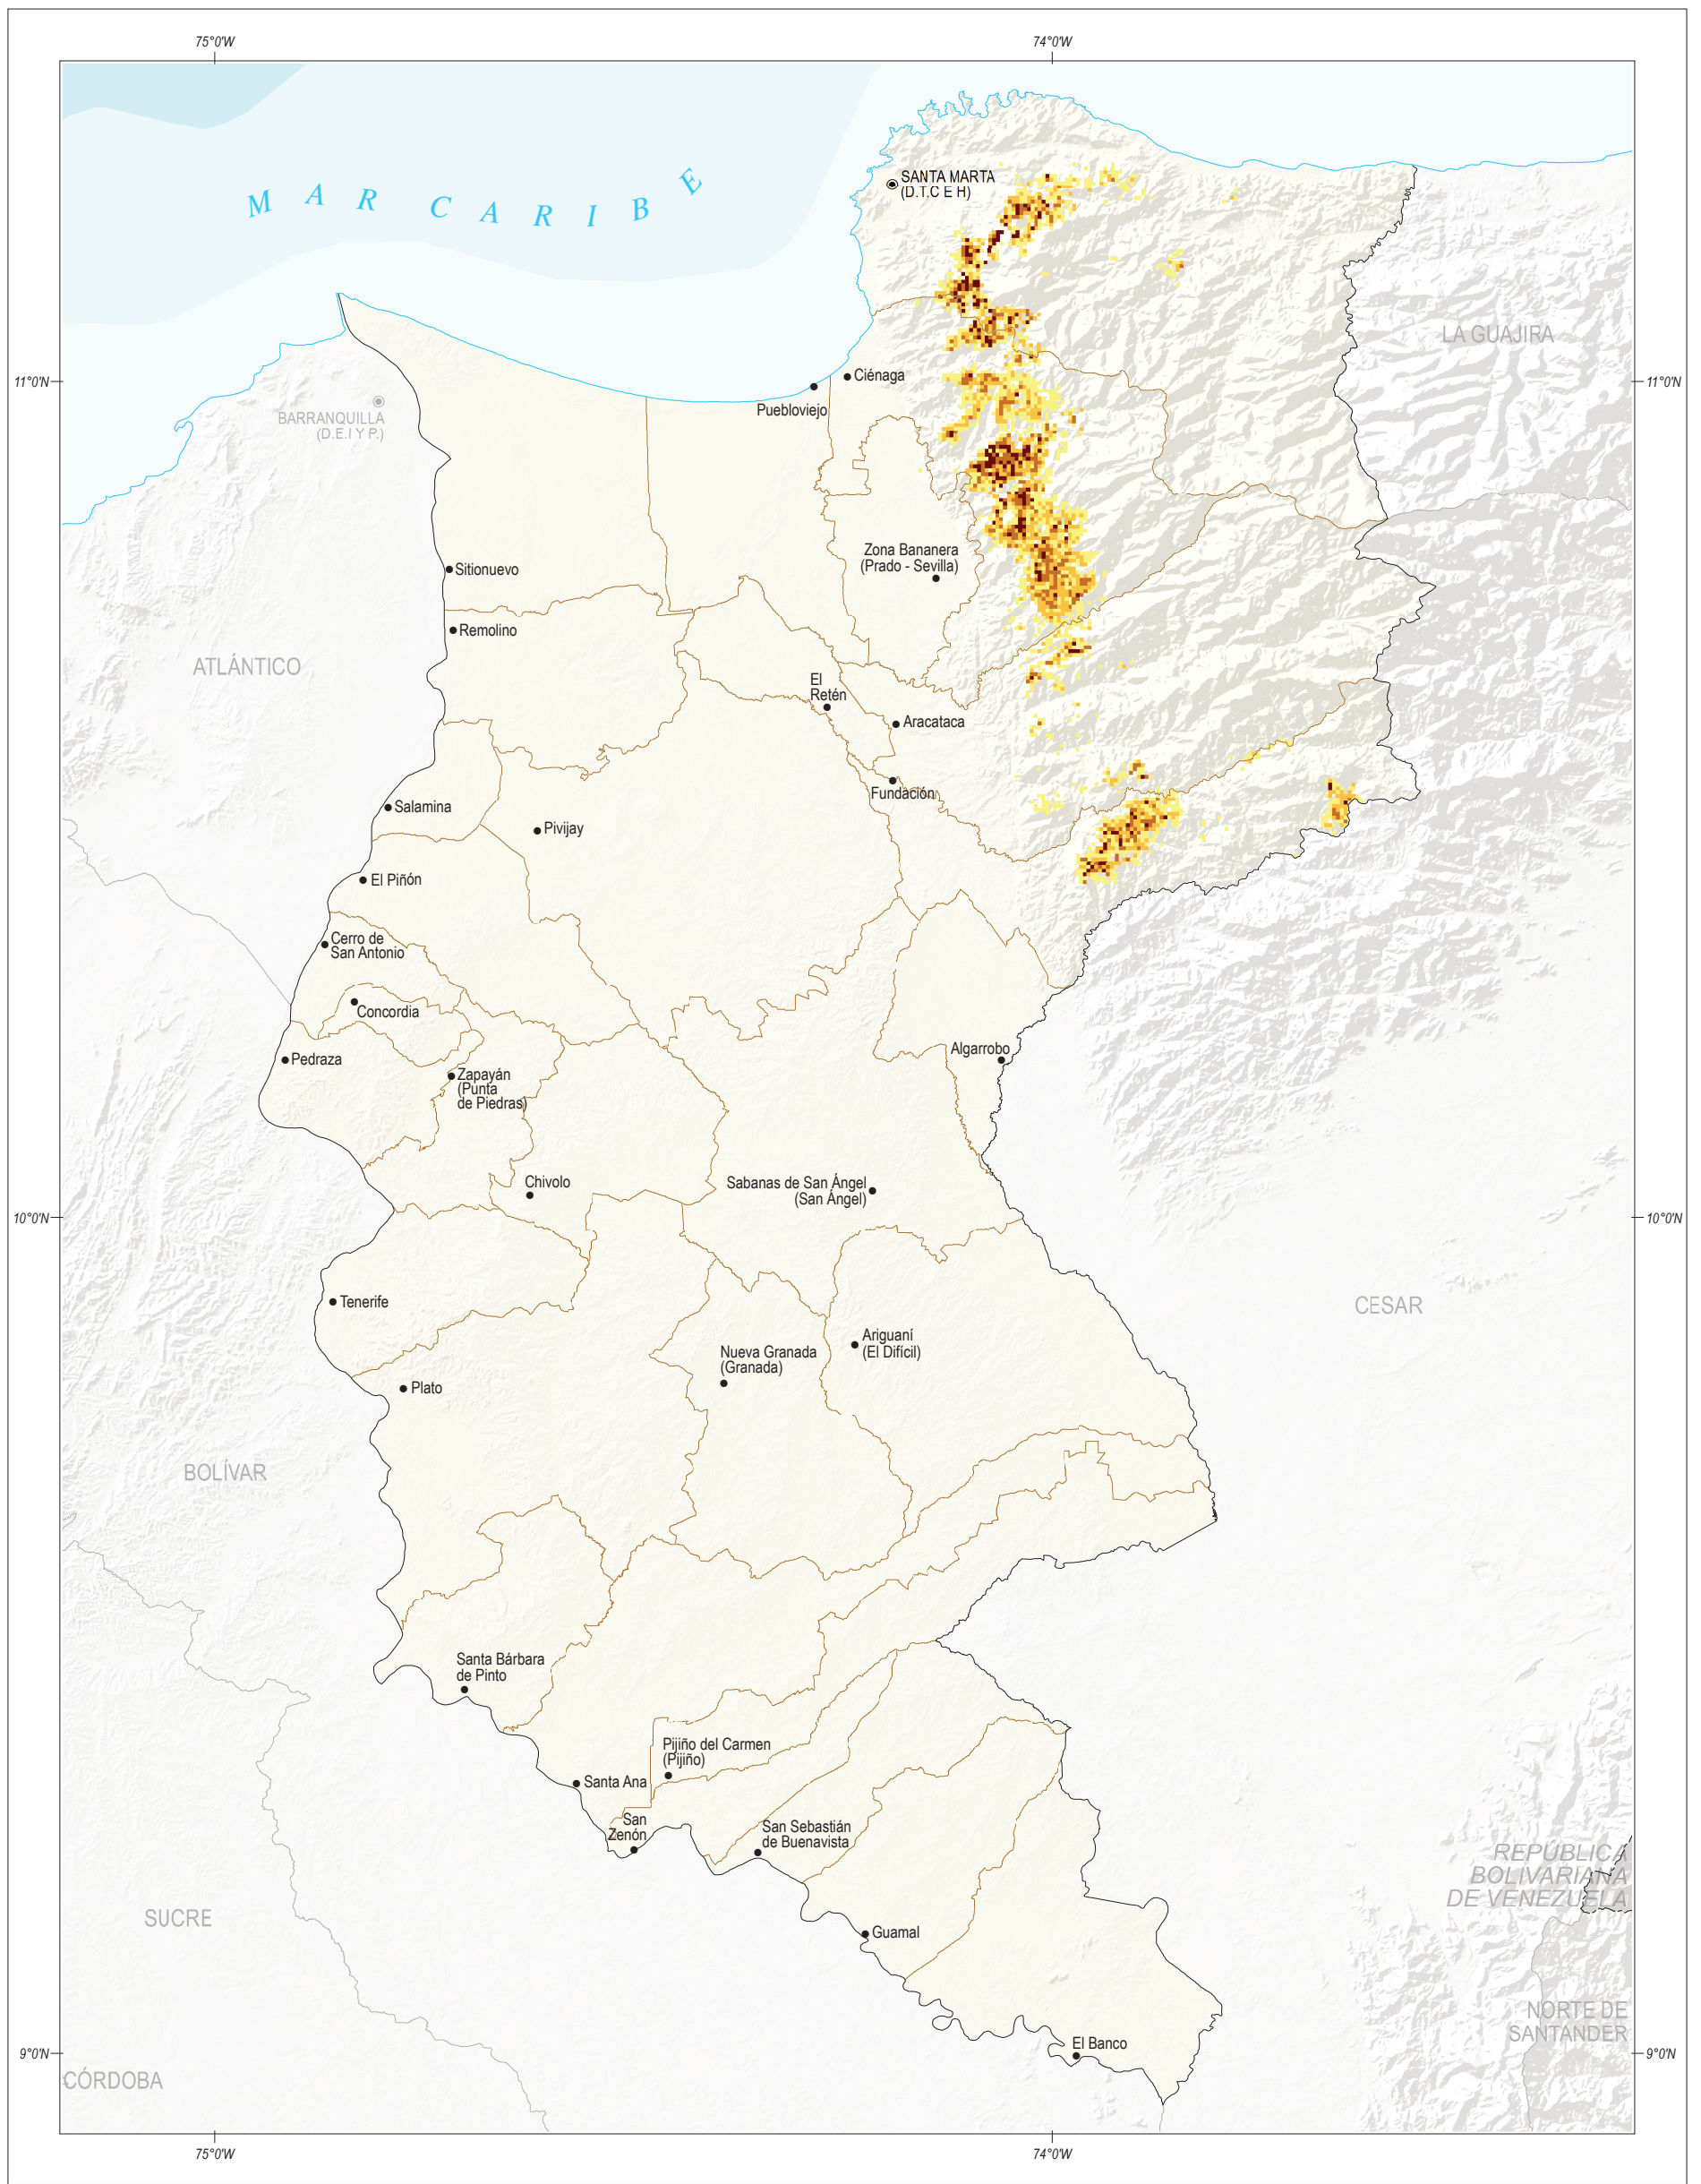 75°0'W
74°0'W
MAR CARIBE
SANTA MARTA
(D.T.C E H)
LA GUAJIRA
11°0'N
11°0'N
Ciénaga
Puebloviejo
BARRANQUILLA
(D.E.I Y P.)
Zona Bananera
(Prado - Sevilla)
Sitionuevo
Remolino
ATLÁNTICO
El
Retén
Aracataca
Fundación
Salamina
Pivijay
El Piñón
Cerro de
San Antonio
Concordia
Pedraza
Algarrobo
Zapayán
(Punta
de Piedras)
Chivolo
Sabanas de San Ángel
(San Ángel)
10°0'N
10°0'N
Tenerife
CESAR
Ariguaní
(El Difícil)
Nueva Granada
(Granada)
Plato
BOLÍVAR
Santa Bárbara
de Pinto
Pijiño del Carmen
(Pijiño)
Santa Ana
San
Zenón
San Sebastián
de Buenavista
REPÚBLICA
BOLIVARIANA
DE VENEZUELA
SUCRE
Guamal
NORTE DE
SANTANDER
El Banco
9°0'N
9°0'N
CÓRDOBA
75°0'W
74°0'W